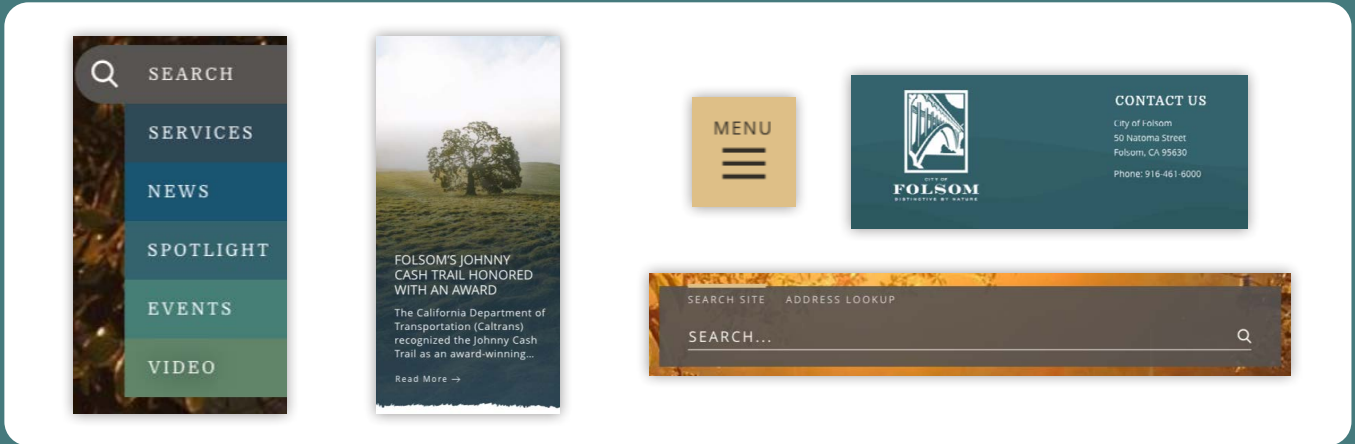 SEARCH
SERVICES
NEWS
SPOTLIGHT
EVENTS
VIDEO
FOLSOM'S JOHNNY
CASH TRAIL HONORED
WITH AN AWARD
The California Department of
Transportation (Caltrans)
recognized the Johnny Cash
Trail as an award-winning...
Read More →
MENU
CITY OF
FOLSOM
DISTINCTIVE BY NATURE
CONTACT US
City of Folsom
50 Natoma Street
Folsom, CA 95630
Phone: 916-461-6000
SEARCH SITE ADDRESS LOOKUP
SEARCH...